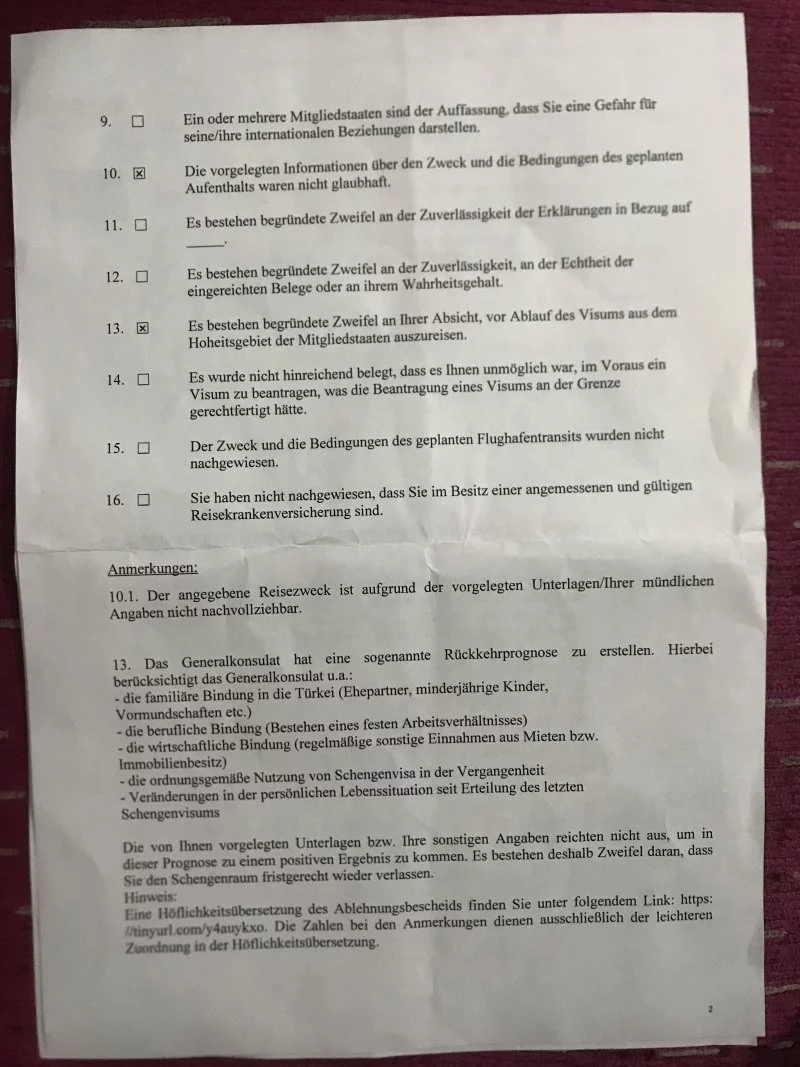 9. ☐ Ein oder mehrere Mitgliedstaaten sind der Auffassung, dass Sie eine Gefahr für
seine/ihre internationalen Beziehungen darstellen.
10. ☒ Die vorgelegten Informationen über den Zweck und die Bedingungen des geplanten
Aufenthalts waren nicht glaubhaft.
11. ☐ Es bestehen begründete Zweifel an der Zuverlässigkeit der Erklärungen in Bezug auf
_____.
12. ☐ Es bestehen begründete Zweifel an der Zuverlässigkeit, an der Echtheit der
eingereichten Belege oder an ihrem Wahrheitsgehalt.
13. ☒ Es bestehen begründete Zweifel an Ihrer Absicht, vor Ablauf des Visums aus dem
Hoheitsgebiet der Mitgliedstaaten auszureisen.
14. ☐ Es wurde nicht hinreichend belegt, dass es Ihnen unmöglich war, im Voraus ein
Visum zu beantragen, was die Beantragung eines Visums an der Grenze
gerechtfertigt hätte.
15. ☐ Der Zweck und die Bedingungen des geplanten Flughafentransits wurden nicht
nachgewiesen.
16. ☐ Sie haben nicht nachgewiesen, dass Sie im Besitz einer angemessenen und gültigen
Reisekrankenversicherung sind.
Anmerkungen:
10.1. Der angegebene Reisezweck ist aufgrund der vorgelegten Unterlagen/Ihrer mündlichen
Angaben nicht nachvollziehbar.
13. Das Generalkonsulat hat eine sogenannte Rückkehrprognose zu erstellen. Hierbei
berücksichtigt das Generalkonsulat u.a.:
- die familiäre Bindung in die Türkei (Ehepartner, minderjährige Kinder,
Vormundschaften etc.)
- die berufliche Bindung (Bestehen eines festen Arbeitsverhältnisses)
- die wirtschaftliche Bindung (regelmäßige sonstige Einnahmen aus Mieten bzw.
Immobilienbesitz)
- die ordnungsgemäße Nutzung von Schengenvisa in der Vergangenheit
- Veränderungen in der persönlichen Lebenssituation seit Erteilung des letzten
Schengenvisums
Die von Ihnen vorgelegten Unterlagen bzw. Ihre sonstigen Angaben reichten nicht aus, um in
dieser Prognose zu einem positiven Ergebnis zu kommen. Es bestehen deshalb Zweifel daran, dass
Sie den Schengenraum fristgerecht wieder verlassen.
Hinweis:
Eine Höflichkeitsübersetzung des Ablehnungsbescheids finden Sie unter folgendem Link: https:
//tinyurl.com/y4auykxo. Die Zahlen bei den Anmerkungen dienen ausschließlich der leichteren
Zuordnung in der Höflichkeitsübersetzung.
2